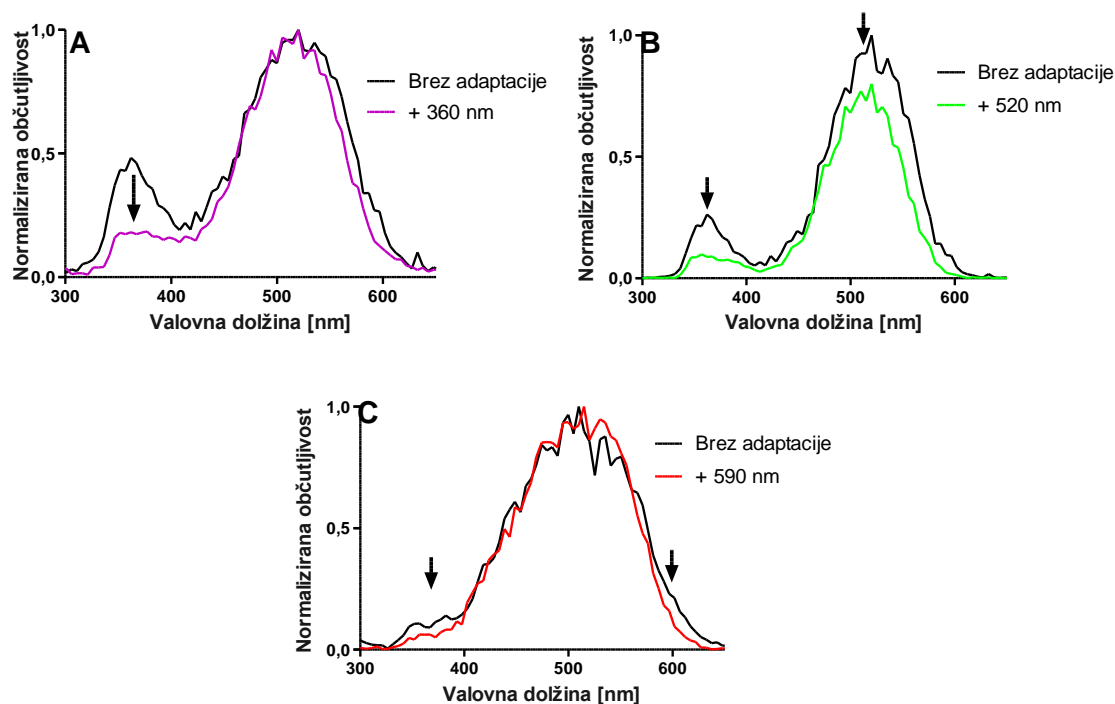 A
1,0
0,5
0,0
Normalizirana občutljivost
Brez adaptacije
+ 360 nm
300 400 500 600
Valovna dolžina [nm]
B
1,0
0,5
0,0
Normalizirana občutljivost
Brez adaptacije
+ 520 nm
300 400 500 600
Valovna dolžina [nm]
C
1,0
0,5
0,0
Normalizirana občutljivost
Brez adaptacije
+ 590 nm
300 400 500 600
Valovna dolžina [nm]